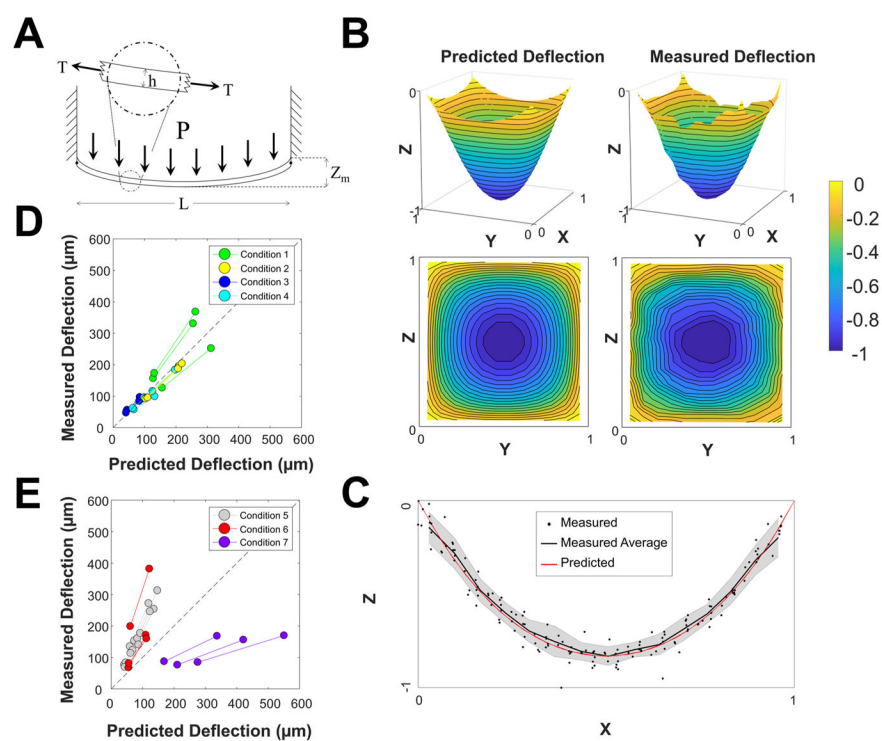 A
T
h
T
P
Zm
L
B
Predicted Deflection
Measured Deflection
0
Z
-1
Y
0
0
X
1
0
Z
-1
Y
0
0
X
1
0
-0.2
-0.4
-0.6
-0.8
-1
1
Z
0
Y
1
1
Z
0
Y
1
D
Measured Deflection (µm)
600
500
400
300
200
100
0
Condition 1
Condition 2
Condition 3
Condition 4
0 100 200 300 400 500 600
Predicted Deflection (µm)
E
Measured Deflection (µm)
600
500
400
300
200
100
0
Condition 5
Condition 6
Condition 7
0 100 200 300 400 500 600
Predicted Deflection (µm)
C
0
Z
-1
Measured
Measured Average
Predicted
0
1
X